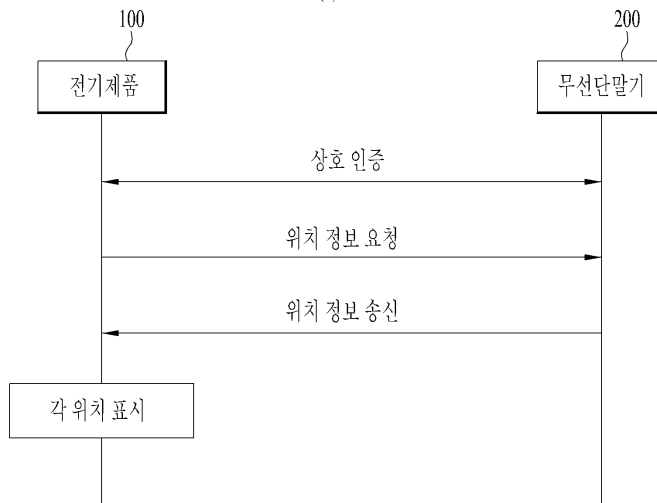 100
200
전기제품
무선단말기
상호 인증
위치 정보 요청
위치 정보 송신
각 위치 표시